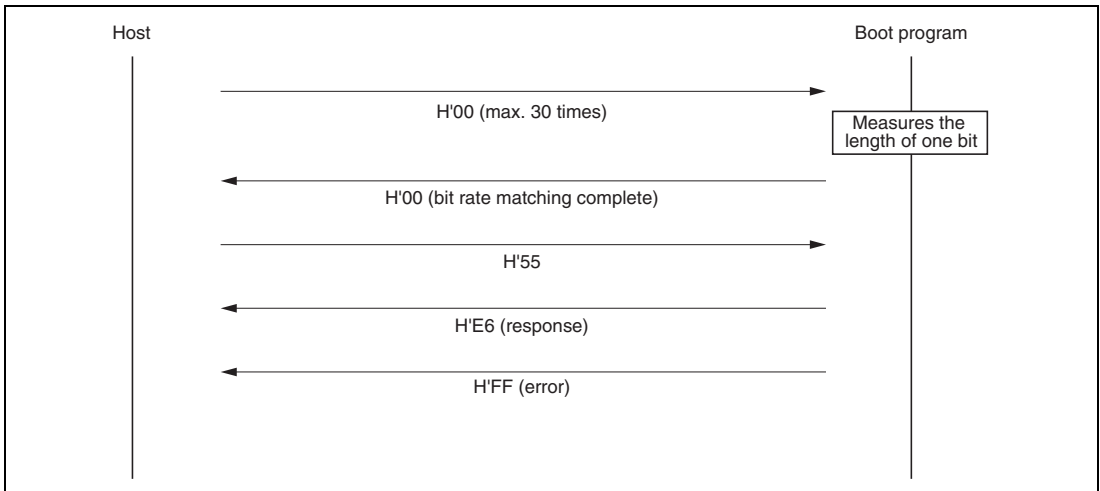 Host
Boot program
H'00 (max. 30 times)
Measures the
length of one bit
H'00 (bit rate matching complete)
H'55
H'E6 (response)
H'FF (error)